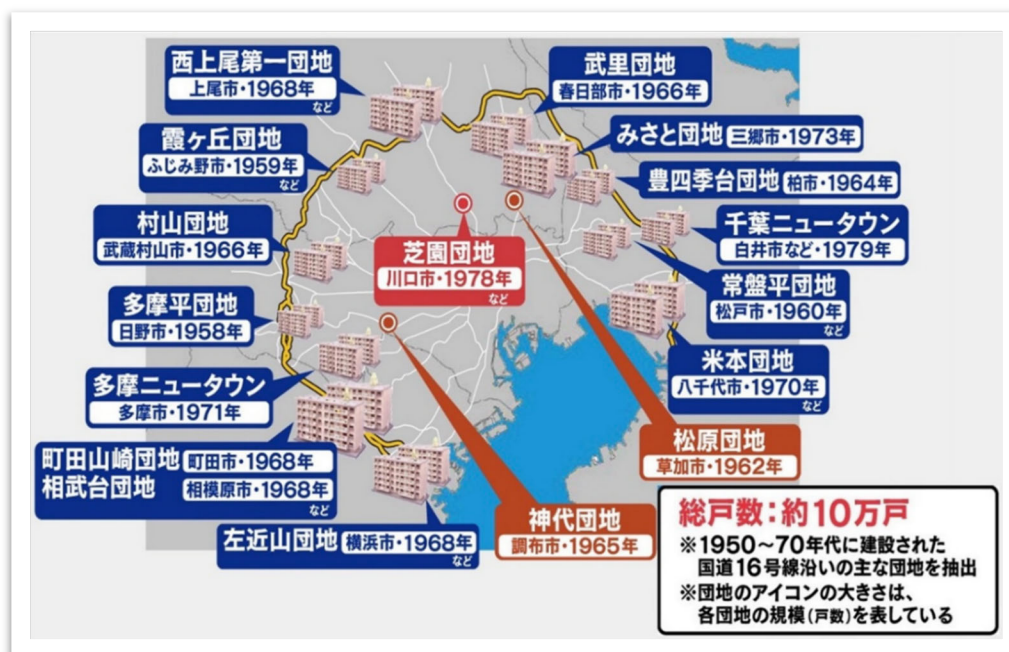 西上尾第一団地
上尾市・1968年
など
武里団地
春日部市・1966年
みさと団地 三郷市・1973年
霞ヶ丘団地
ふじみ野市・1959年
など
豊四季台団地 柏市・1964年
村山団地
武蔵村山市・1966年
芝園団地
川口市・1978年
など
千葉ニュータウン
白井市など・1979年
常盤平団地
松戸市・1960年
など
多摩平団地
日野市・1958年
米本団地
八千代市・1970年
など
多摩ニュータウン
多摩市・1971年
松原団地
草加市・1962年
町田山崎団地 町田市・1968年
相武台団地 相模原市・1968年
など
神代団地
調布市・1965年
左近山団地 横浜市・1968年
など
総戸数:約10万戸
※1950〜70年代に建設された
国道16号線沿いの主な団地を抽出
※団地のアイコンの大きさは、
各団地の規模(戸数)を表している